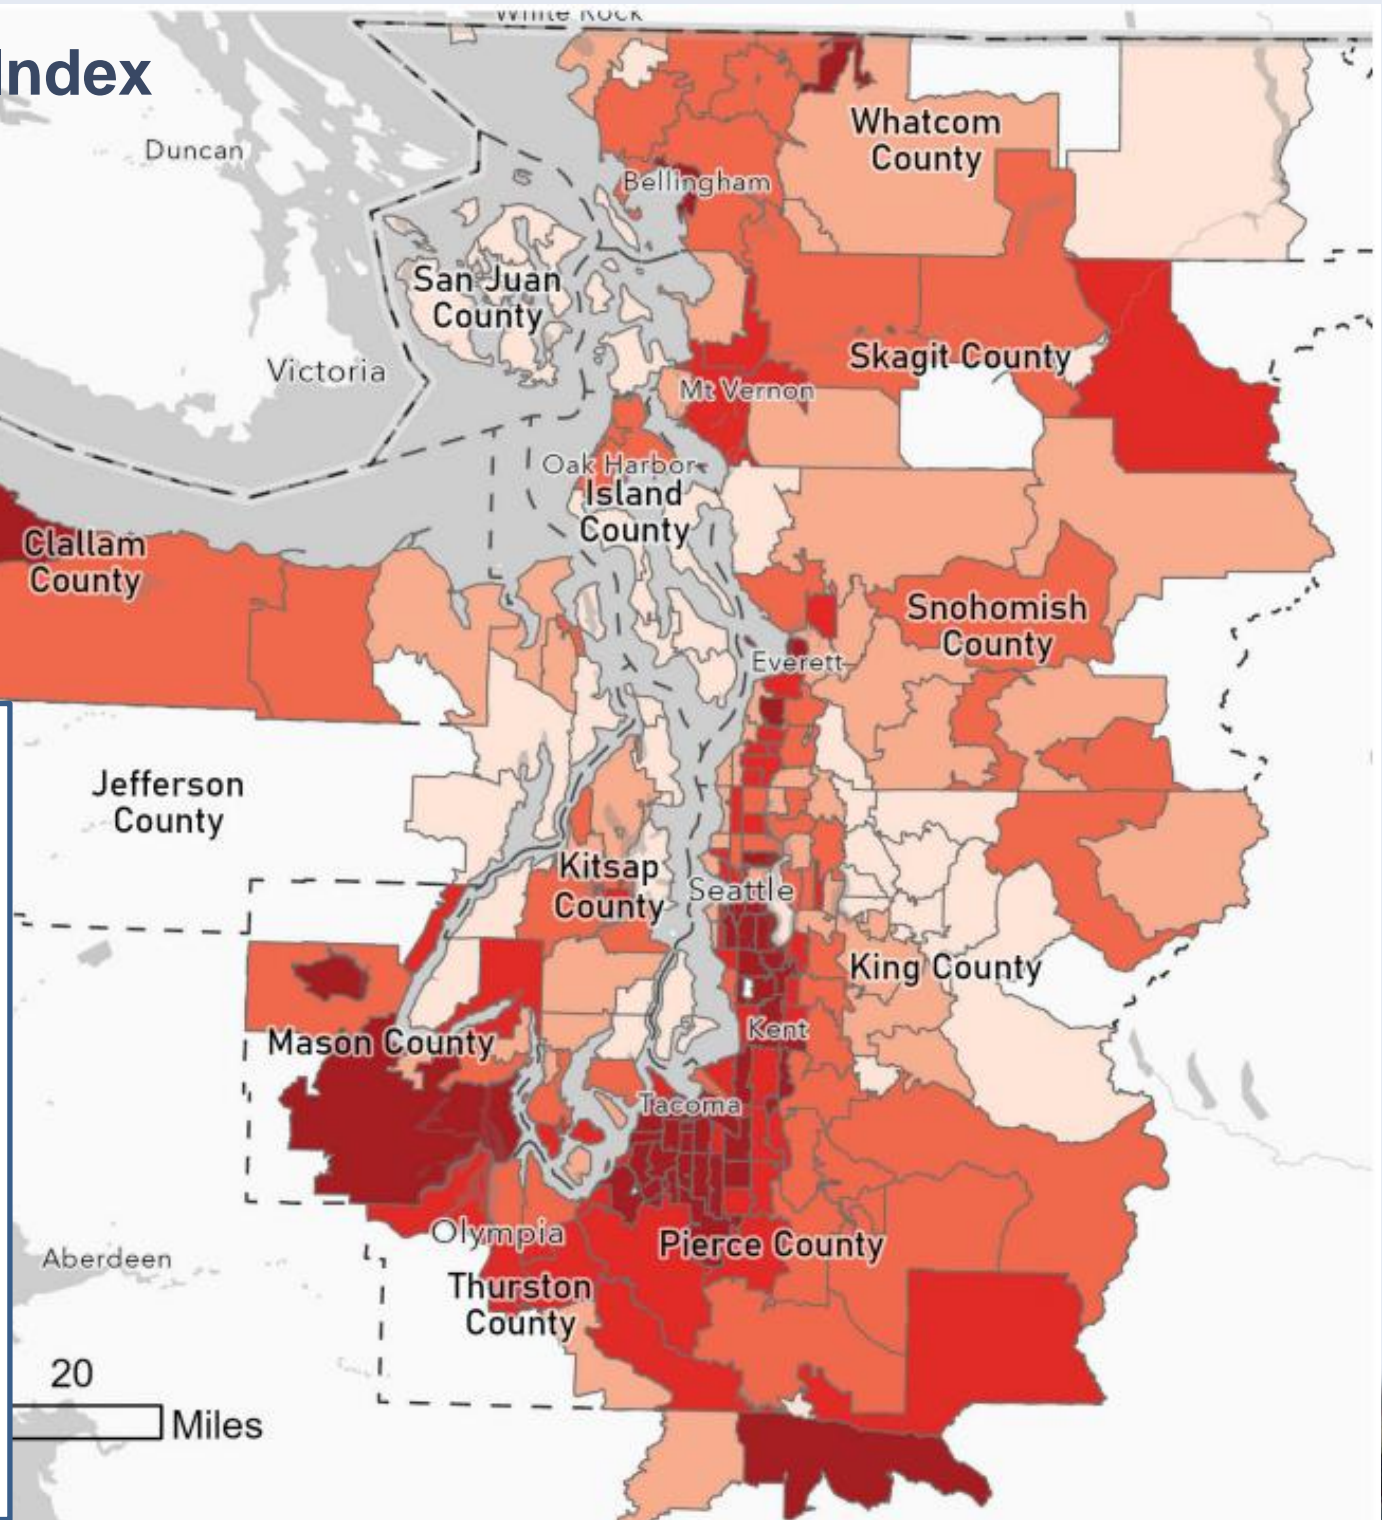 White Rock
Index
Duncan
Whatcom
County
Bellingham
San Juan
County
Victoria
Skagit County
Mt Vernon
Oak Harbor
Island
County
Clallam
County
Snohomish
County
Everett
Jefferson
County
Kitsap
County
Seattle
King County
Kent
Mason County
Tacoma
Olympia
Pierce County
Aberdeen
Thurston
County
20
Miles